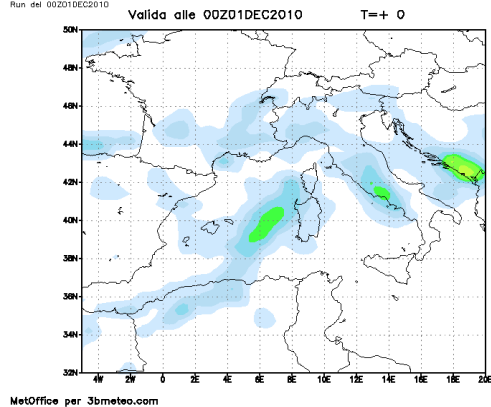 Run del 00Z01DEC2010
Valida alle 00Z01DEC2010 T=+ 0
50N
48N
46N
44N
42N
40N
38N
36N
34N
32N
4W 2W 0 2E 4E 6E 8E 10E 12E 14E 16E 18E 20E
MetOffice per 3bmeteo.com